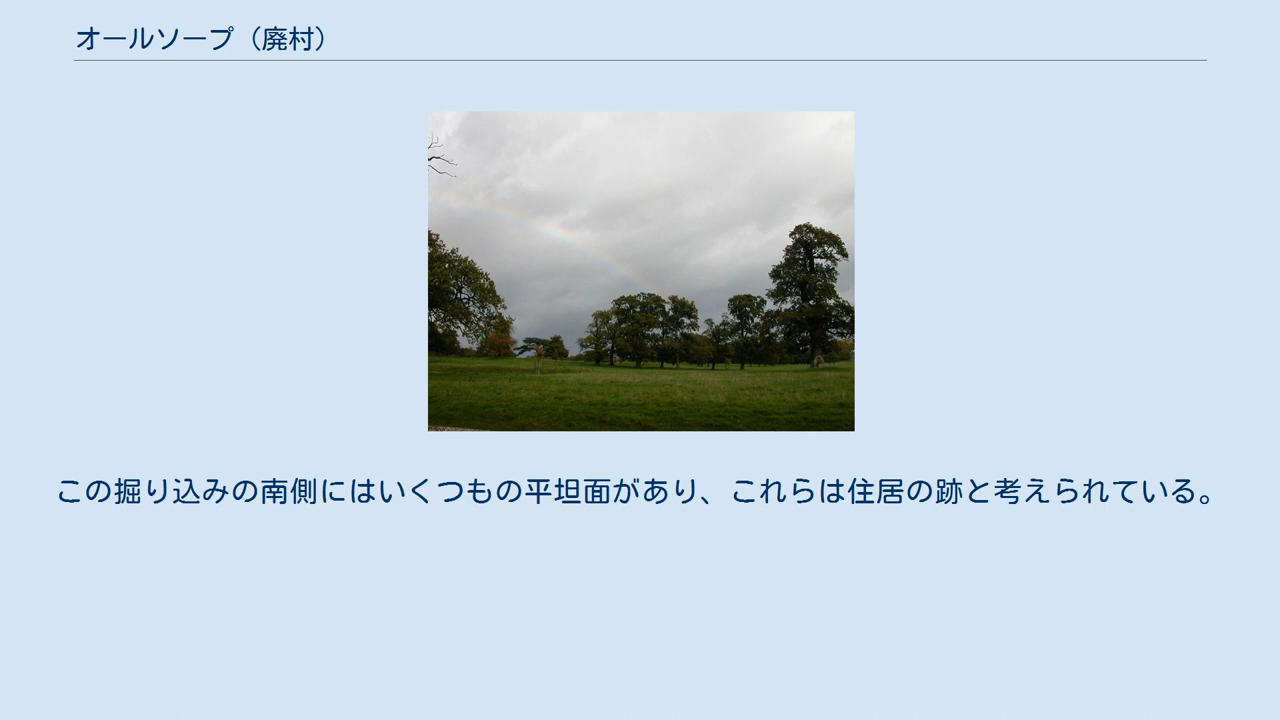 オールソープ（廃村）
この掘り込みの南側にはいくつもの平坦面があり、これらは住居の跡と考えられている。